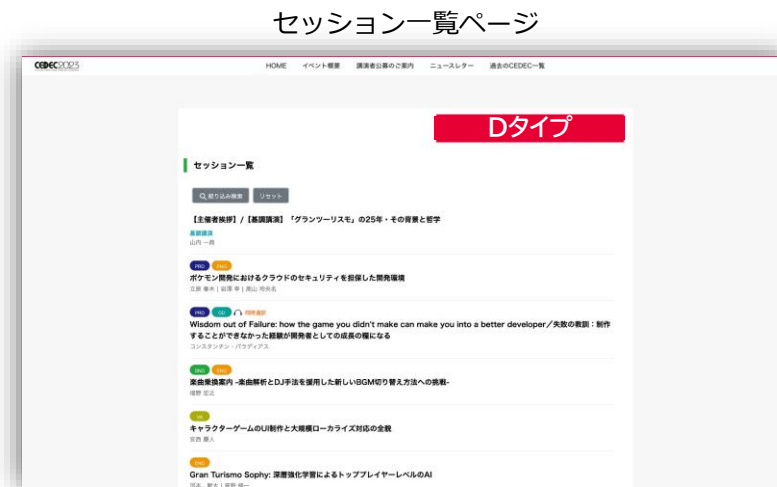 セッション一覧ページ
CEDEC2023
HOME イベント概要 講演者公募のご案内 ニュースレター 過去のCEDEC一覧
Dタイプ
セッション一覧
絞り込み検索 リセット
【主催者挨拶】/【基調講演】「グランツーリスモ」の25年・その背景と哲学
基調講演
山内 一典
PRO ENG
ポケモン開発におけるクラウドのセキュリティを担保した開発環境
PRO GD 同時通訳
Wisdom out of Failure: how the game you didn't make can make you into a better developer/失敗の教訓：制作
することができなかった経験が開発者としての成長の糧になる
コンスタンチン・パラディアス
SND ENG
楽曲乗換案内 -楽曲解析とDJ手法を援用した新しいBGM切り替え方法への挑戦-
増野 宏之
VA
キャラクターゲームのUI制作と大規模ローカライズ対応の全貌
ENG
Gran Turismo Sophy: 深層強化学習によるトッププレイヤーレベルのAI